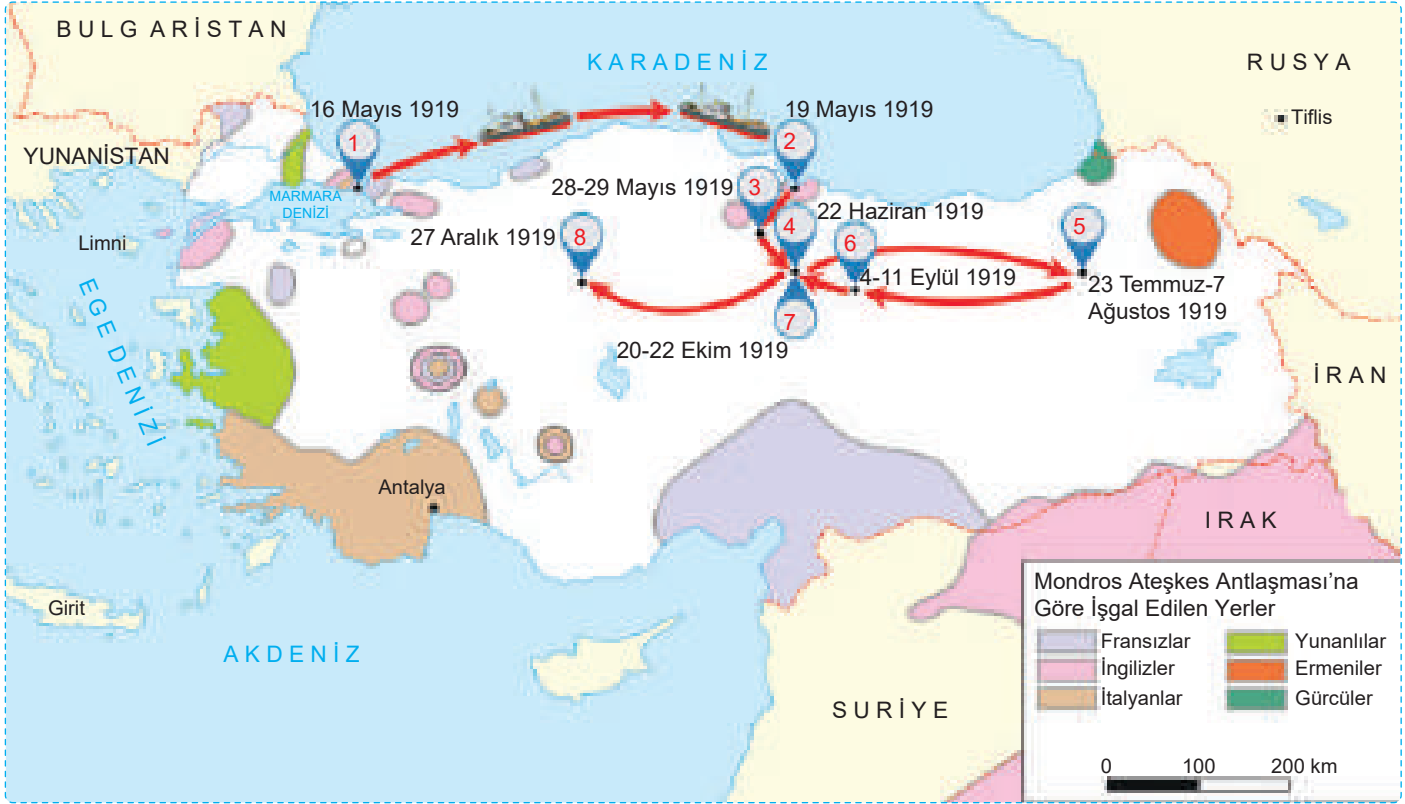 BULG ARİSTAN
KARADENİZ
RUSYA
16 Mayıs 1919
19 Mayıs 1919
Tiflis
1
2
YUNANİSTAN
MARMARA
DENİZİ
28-29 Mayıs 1919
3
22 Haziran 1919
Limni
27 Aralık 1919
8
4
6
5
4-11 Eylül 1919
23 Temmuz-7
Ağustos 1919
7
20-22 Ekim 1919
EGE DENİZİ
İRAN
Antalya
IRAK
Girit
AKDENİZ
SURİYE
Mondros Ateşkes Antlaşması'na
Göre İşgal Edilen Yerler
Fransızlar
Yunanlılar
İngilizler
Ermeniler
İtalyanlar
Gürcüler
0 100 200 km